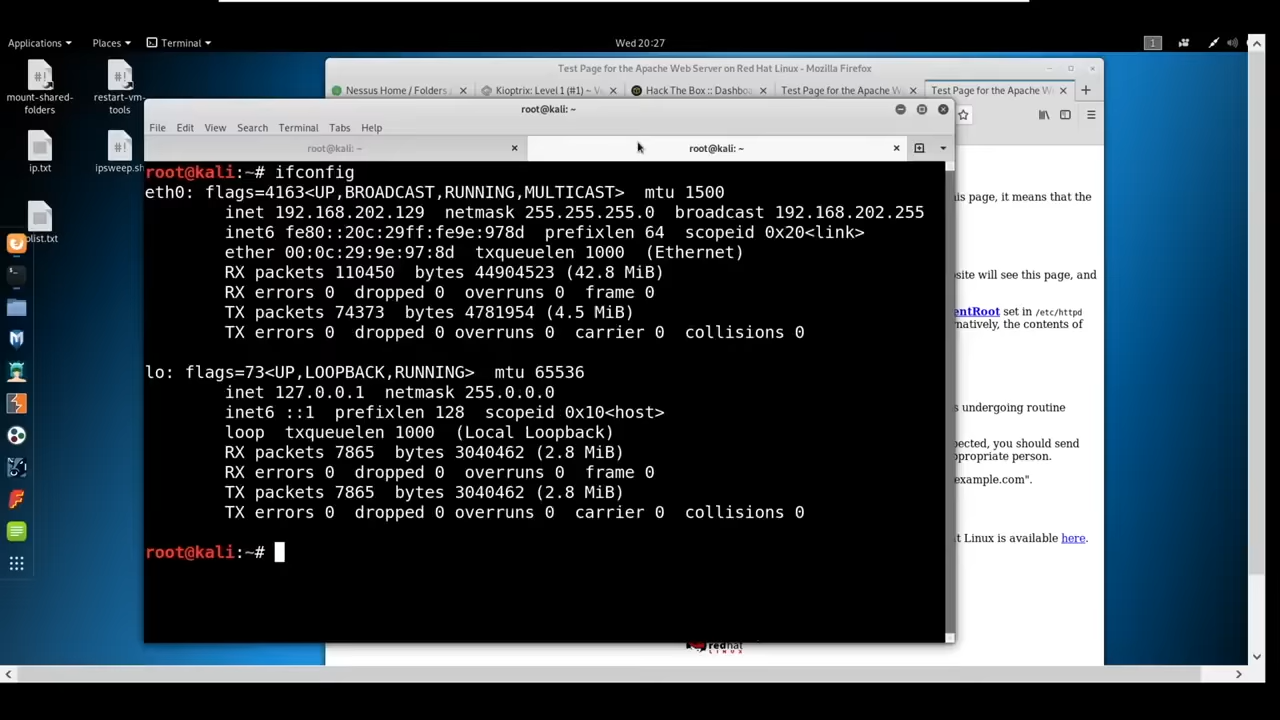 Applications
Places
Terminal
Wed 20:27
1
mount-shared-
folders
restart-vm-
tools
ip.txt
ipsweep.sh
plist.txt
Test Page for the Apache Web Server on Red Hat Linux - Mozilla Firefox
Nessus Home / Folders
Kioptrix: Level 1 (#1) ~ V
Hack The Box :: Dashbo
Test Page for the Apache W
Test Page for the Apache W
root@kali: ~
File Edit View Search Terminal Tabs Help
root@kali: ~
root@kali: ~
root@kali:~# ifconfig
eth0: flags=4163<UP,BROADCAST,RUNNING,MULTICAST> mtu 1500
inet 192.168.202.129 netmask 255.255.255.0 broadcast 192.168.202.255
inet6 fe80::20c:29ff:fe9e:978d prefixlen 64 scopeid 0x20<link>
ether 00:0c:29:9e:97:8d txqueuelen 1000 (Ethernet)
RX packets 110450 bytes 44904523 (42.8 MiB)
RX errors 0 dropped 0 overruns 0 frame 0
TX packets 74373 bytes 4781954 (4.5 MiB)
TX errors 0 dropped 0 overruns 0 carrier 0 collisions 0
lo: flags=73<UP,LOOPBACK,RUNNING> mtu 65536
inet 127.0.0.1 netmask 255.0.0.0
inet6 ::1 prefixlen 128 scopeid 0x10<host>
loop txqueuelen 1000 (Local Loopback)
RX packets 7865 bytes 3040462 (2.8 MiB)
RX errors 0 dropped 0 overruns 0 frame 0
TX packets 7865 bytes 3040462 (2.8 MiB)
TX errors 0 dropped 0 overruns 0 carrier 0 collisions 0
root@kali:~#
is page, it means that the
site will see this page, and
entRoot set in /etc/httpd
natively, the contents of
s undergoing routine
pected, you should send
propriate person.
example.com".
t Linux is available here.
redhat
LINUX